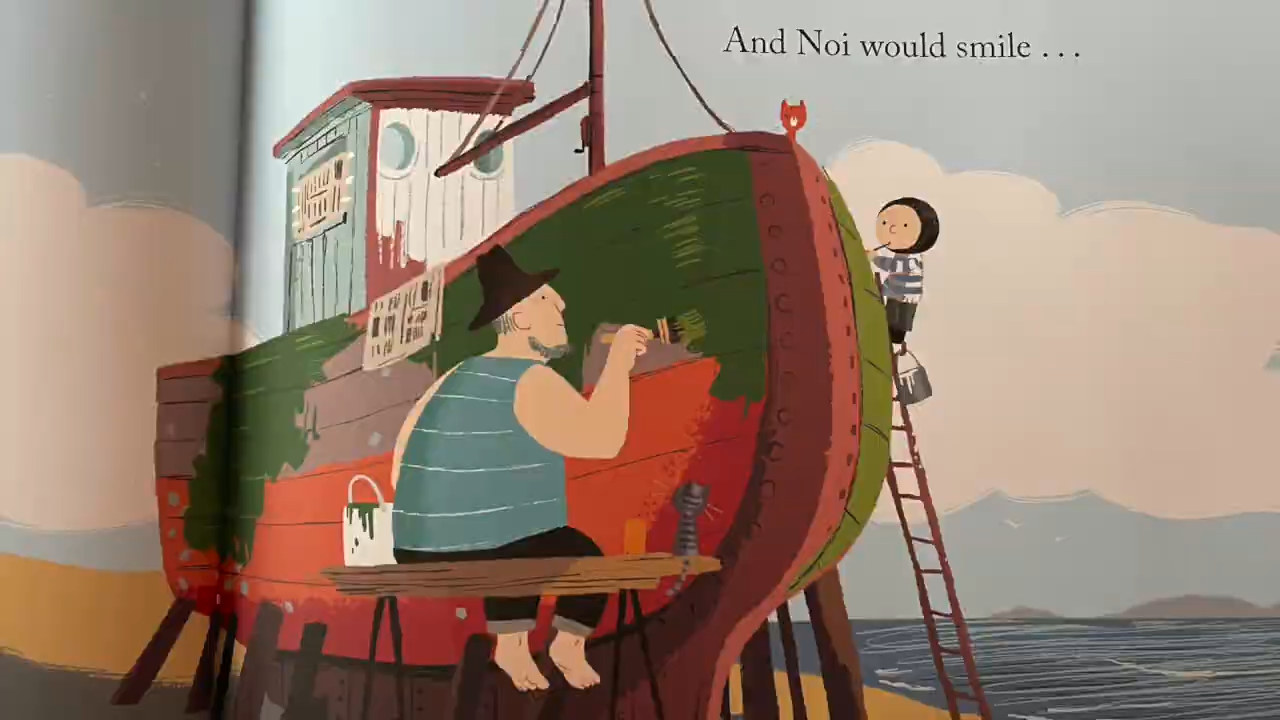 And Noi would smile . . .